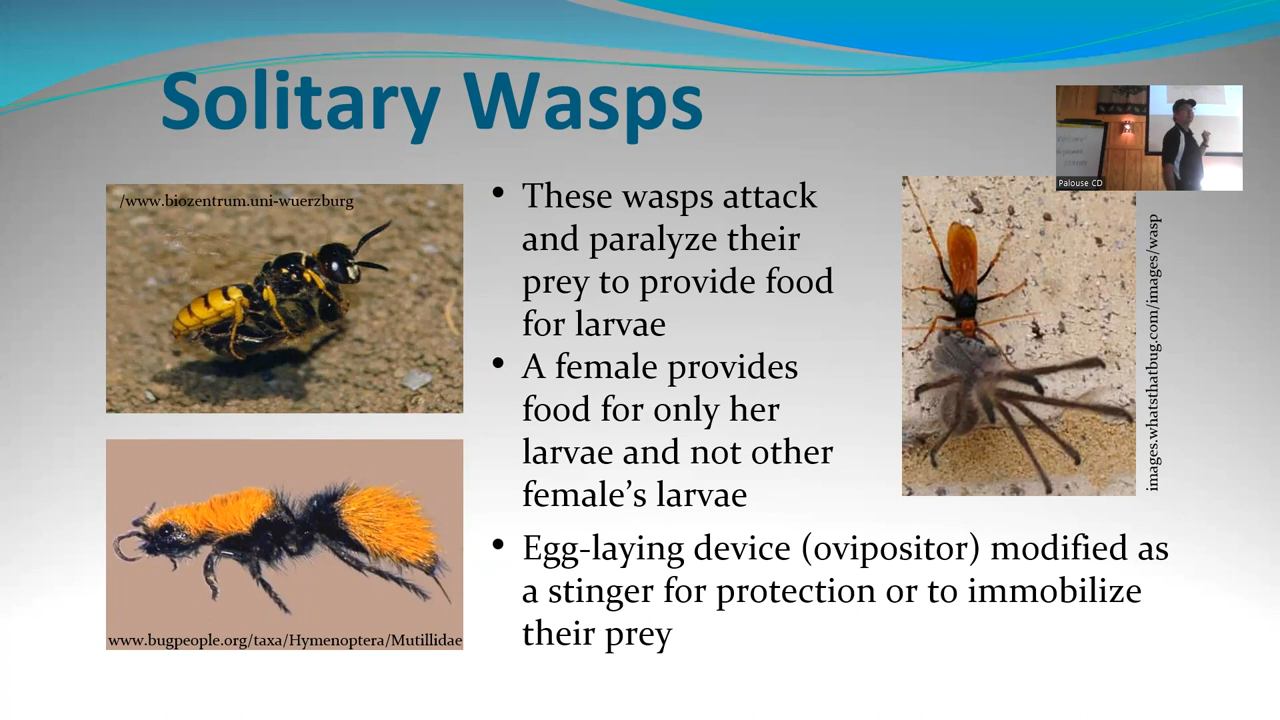 Solitary Wasps
/www.biozentrum.uni-wuerzburg
www.bugpeople.org/taxa/Hymenoptera/Mutillidae
• These wasps attack
and paralyze their
prey to provide food
for larvae
• A female provides
food for only her
larvae and not other
female’s larvae
• Egg-laying device (ovipositor) modified as
a stinger for protection or to immobilize
their prey
Palouse CD
images.whatsthatbug.com/images/wasp